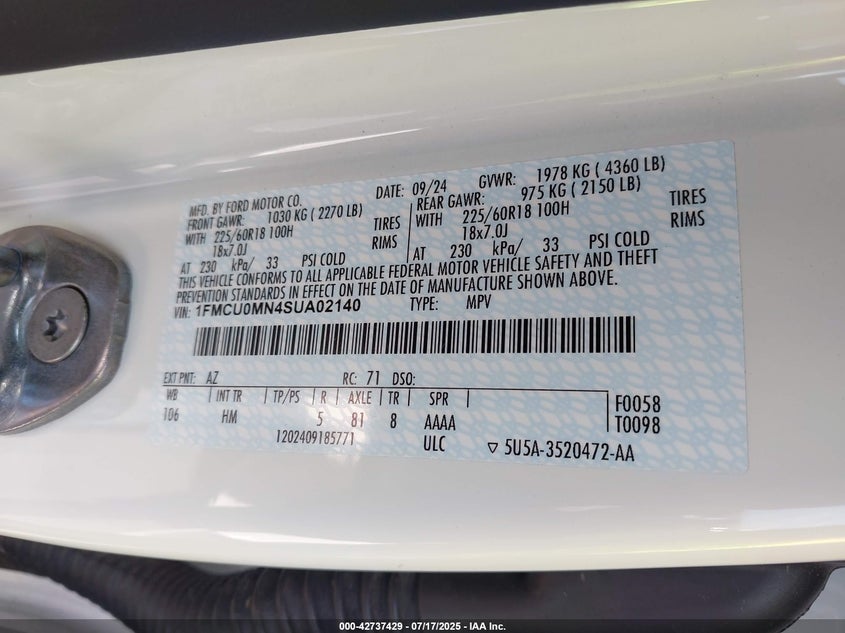 MFD. BY FORD MOTOR CO. DATE: 09/24 GVWR: 1978 KG ( 4360 LB)
FRONT GAWR: 1030 KG ( 2270 LB) REAR GAWR: 975 KG ( 2150 LB)
WITH 225/60R18 100H TIRES WITH 225/60R18 100H TIRES
18x7.0J RIMS 18x7.0J RIMS
AT 230 kPa/ 33 PSI COLD AT 230 kPa/ 33 PSI COLD
THIS VEHICLE CONFORMS TO ALL APPLICABLE FEDERAL MOTOR VEHICLE SAFETY AND THEFT
PREVENTION STANDARDS IN EFFECT ON THE DATE OF MANUFACTURE SHOWN ABOVE.
VIN: 1FMCU0MN4SUA02140 TYPE: MPV
EXT PNT: AZ RC: 71 DSO:
WB INT TR TP/PS R AXLE TR SPR F0058
106 HM 5 81 8 AAAA T0098
1202409185771 ULC ▽ 5U5A-3520472-AA
000-42737429 - 07/17/2025 - IAA Inc.